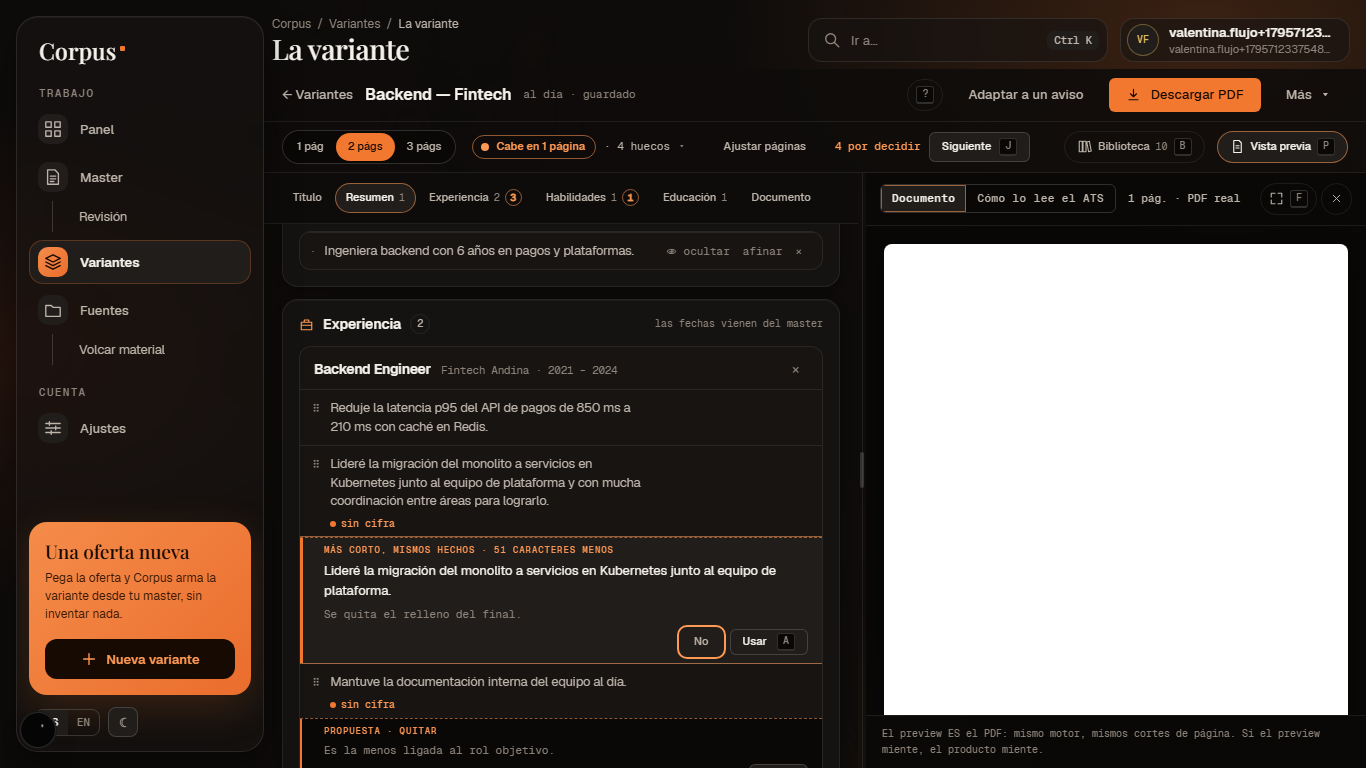 Corpus
TRABAJO
Panel
Master
Revisión
Variantes
Fuentes
Volcar material
CUENTA
Ajustes
Una oferta nueva
Pega la oferta y Corpus arma la
variante desde tu master, sin
inventar nada.
+ Nueva variante
EN
Corpus / Variantes / La variante
La variante
Ir a…
Ctrl K
VF
valentina.flujo+17957123…
valentina.flujo+1795712337548…
← Variantes
Backend — Fintech
al día · guardado
?
Adaptar a un aviso
Descargar PDF
Más
1 pág
2 págs
3 págs
Cabe en 1 página
· 4 huecos
Ajustar páginas
4 por decidir
Siguiente J
Biblioteca 10 B
Vista previa P
Título
Resumen 1
Experiencia 2 3
Habilidades 1 1
Educación 1
Documento
· Ingeniera backend con 6 años en pagos y plataformas.
ocultar
afinar
×
Experiencia 2
las fechas vienen del master
Backend Engineer Fintech Andina · 2021 – 2024 ×
Reduje la latencia p95 del API de pagos de 850 ms a
210 ms con caché en Redis.
Lideré la migración del monolito a servicios en
Kubernetes junto al equipo de plataforma y con mucha
coordinación entre áreas para lograrlo.
sin cifra
MÁS CORTO, MISMOS HECHOS · 51 CARACTERES MENOS
Lideré la migración del monolito a servicios en Kubernetes junto al equipo de
plataforma.
Se quita el relleno del final.
No
Usar A
Mantuve la documentación interna del equipo al día.
sin cifra
PROPUESTA · QUITAR
Es la menos ligada al rol objetivo.
Documento
Cómo lo lee el ATS
1 pág. · PDF real
F
×
El preview ES el PDF: mismo motor, mismos cortes de página. Si el preview
miente, el producto miente.